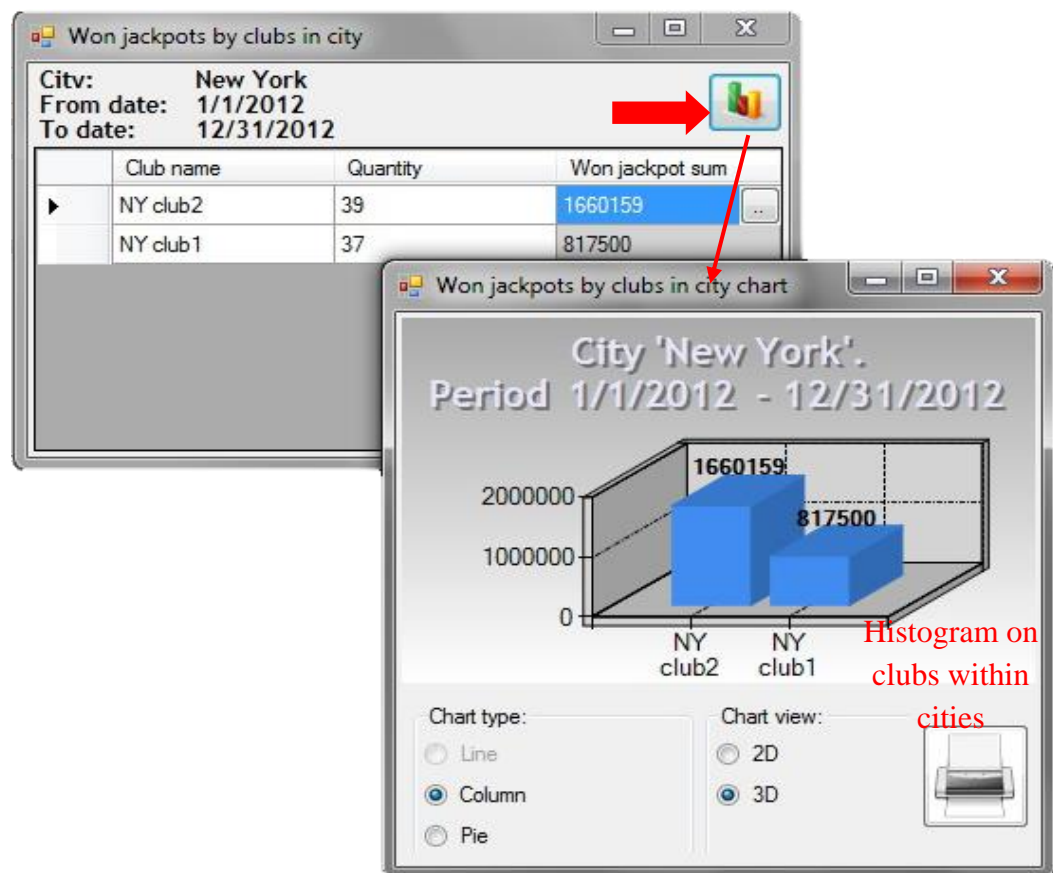 Won jackpots by clubs in city
City: New York
From date: 1/1/2012
To date: 12/31/2012
Club name Quantity Won jackpot sum
NY club2 39 1660159 ..
NY club1 37 817500
Won jackpots by clubs in city chart
City 'New York'.
Period 1/1/2012 - 12/31/2012
1660159
2000000
817500
1000000
0
NY
club2
NY
club1
Histogram on
clubs within
cities
Chart type:
Line
Column
Pie
Chart view:
2D
3D